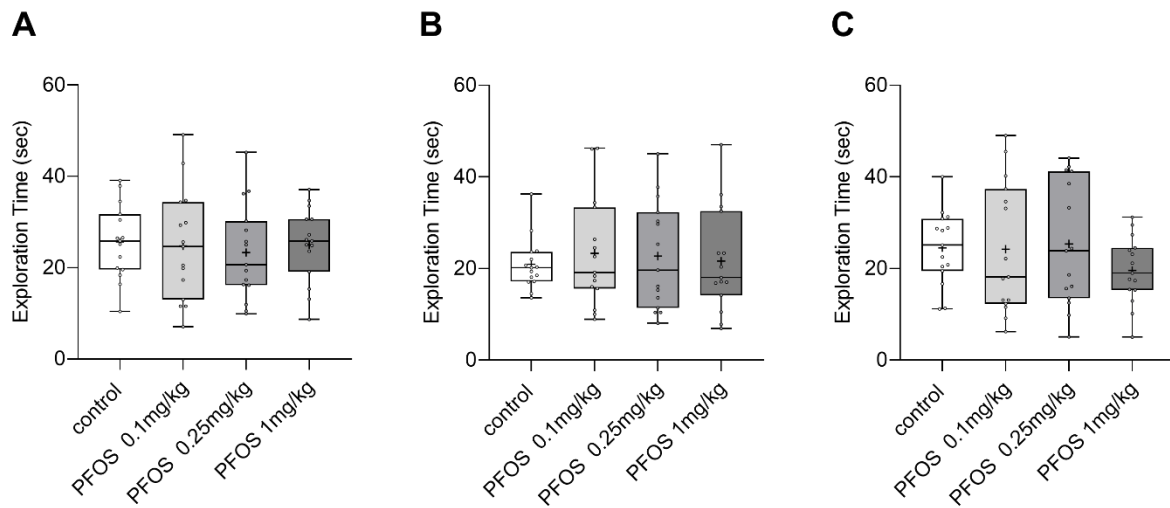 A
Exploration Time (sec)
60
40
20
0
control
PFOS 0.1mg/kg
PFOS 0.25mg/kg
PFOS 1mg/kg
B
Exploration Time (sec)
60
40
20
0
control
PFOS 0.1mg/kg
PFOS 0.25mg/kg
PFOS 1mg/kg
C
Exploration Time (sec)
60
40
20
0
control
PFOS 0.1mg/kg
PFOS 0.25mg/kg
PFOS 1mg/kg